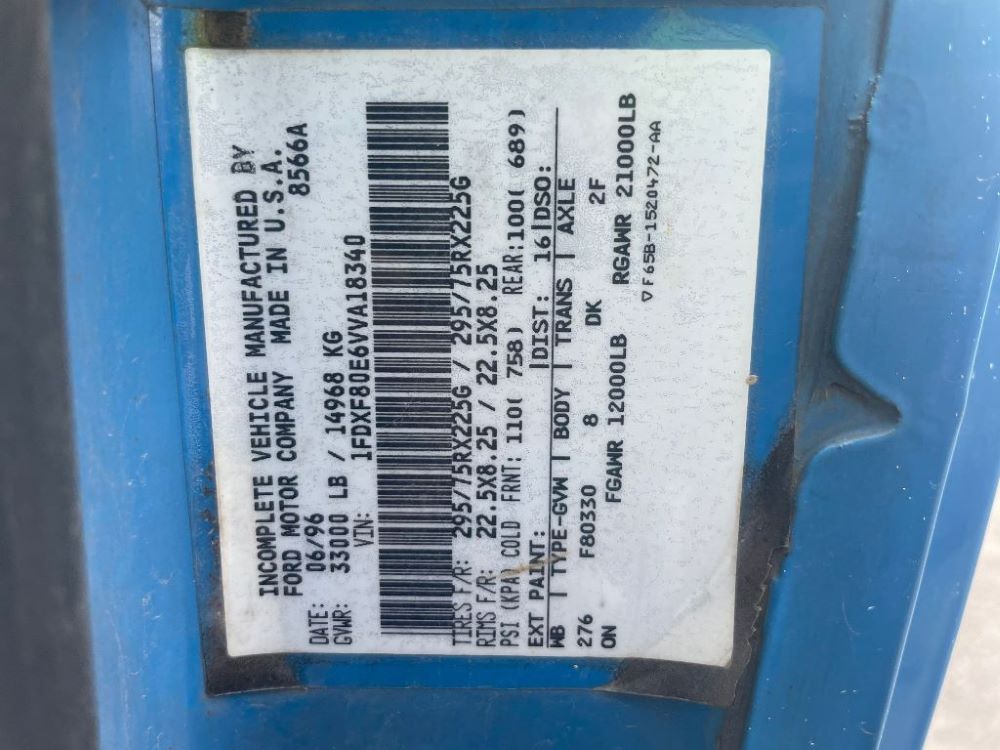 INCOMPLETE VEHICLE MANUFACTURED BY
FORD MOTOR COMPANY MADE IN U.S.A.
DATE: 06/96 8566A
GVWR: 33000 LB / 14968 KG
VIN: 1FDXF80E6VVA18340
TIRES F/R: 295/75RX225G / 295/75RX225G
RIMS F/R: 22.5X8.25 / 22.5X8.25
PSI (KPA) COLD FRNT: 110( 758) REAR:100( 689)
EXT PAINT: |DIST: 16|DSO:
WB | TYPE-GVW | BODY | TRANS | AXLE
276 F80330 8 DK 2F
ON FGAWR 12000LB RGAWR 21000LB
▽F65B-1520472-AA